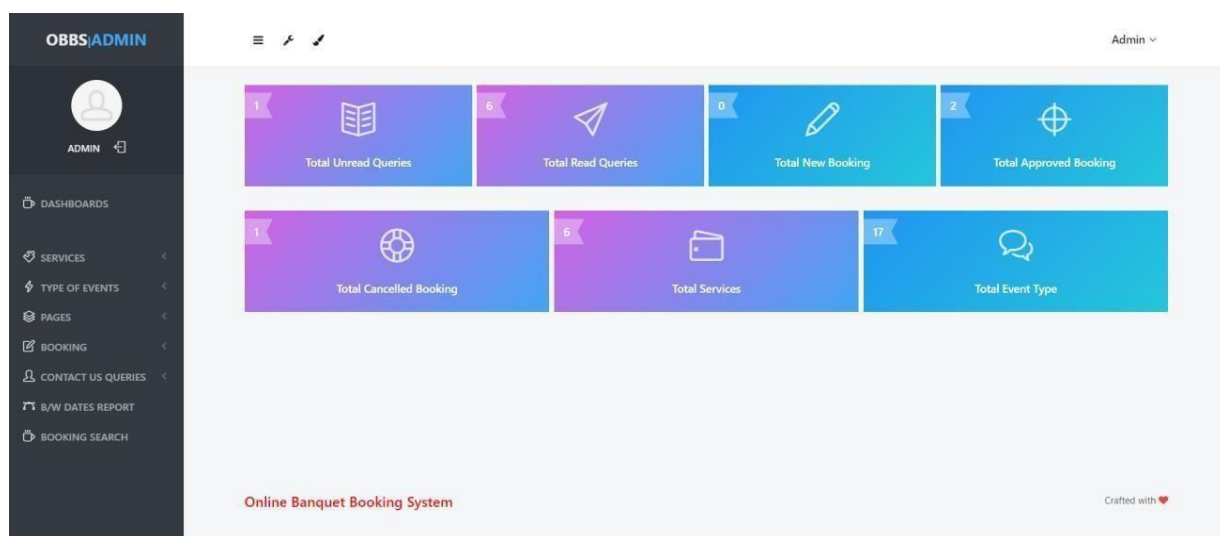 OBBS|ADMIN
Admin
ADMIN
DASHBOARDS
SERVICES
TYPE OF EVENTS
PAGES
BOOKING
CONTACT US QUERIES
B/W DATES REPORT
BOOKING SEARCH
1
Total Unread Queries
6
Total Read Queries
0
Total New Booking
2
Total Approved Booking
1
Total Cancelled Booking
6
Total Services
17
Total Event Type
Online Banquet Booking System
Crafted with